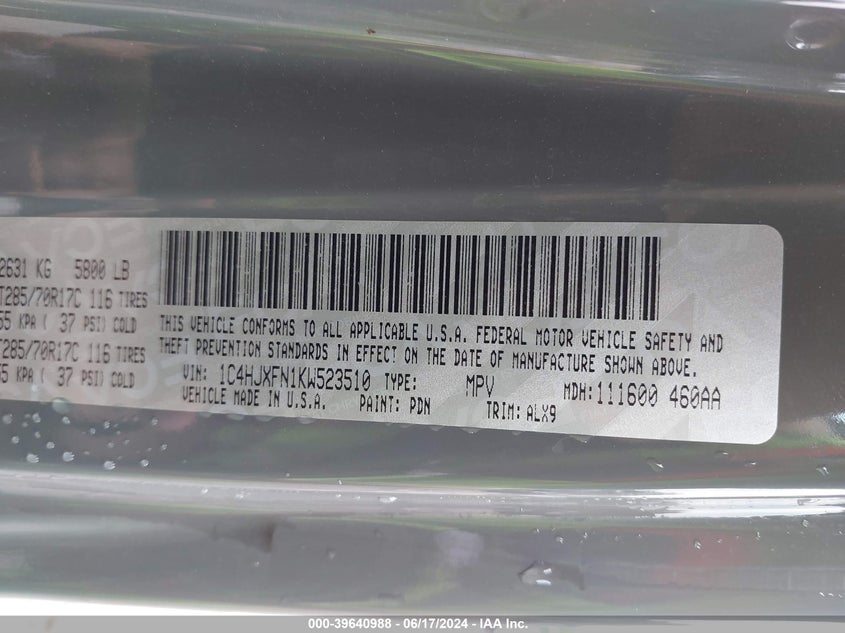 2631 KG 5800 LB
T285/70R17C 116 TIRES
55 KPA ( 37 PSI) COLD
T285/70R17C 116 TIRES
55 KPA ( 37 PSI) COLD
THIS VEHICLE CONFORMS TO ALL APPLICABLE U.S.A. FEDERAL MOTOR VEHICLE SAFETY AND
THEFT PREVENTION STANDARDS IN EFFECT ON THE DATE OF MANUFACTURE SHOWN ABOVE.
VIN: 1C4HJXFN1KW523510 TYPE: MPV MDH:111600 460AA
VEHICLE MADE IN U.S.A. PAINT: PDN TRIM: ALX9
000-39640988 - 06/17/2024 - IAA Inc.